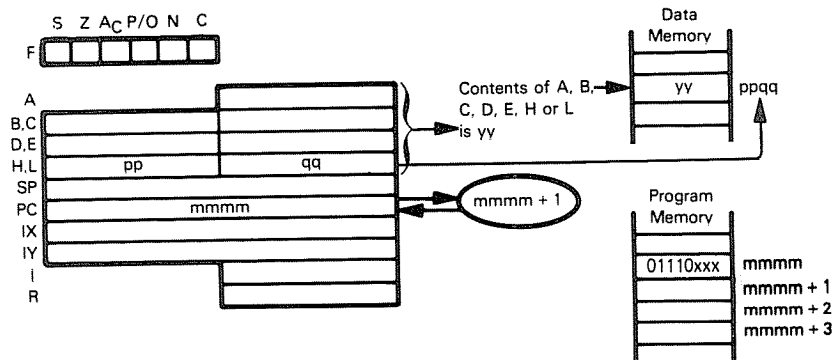 S Z AC P/O N C
F
A
B,C
D,E
H,L pp qq
SP
PC mmmm
IX
IY
I
R
mmmm + 1
Contents of A, B,
C, D, E, H or L
is yy
Data
Memory
yy ppqq
Program
Memory
01110xxx mmmm
mmmm + 1
mmmm + 2
mmmm + 3